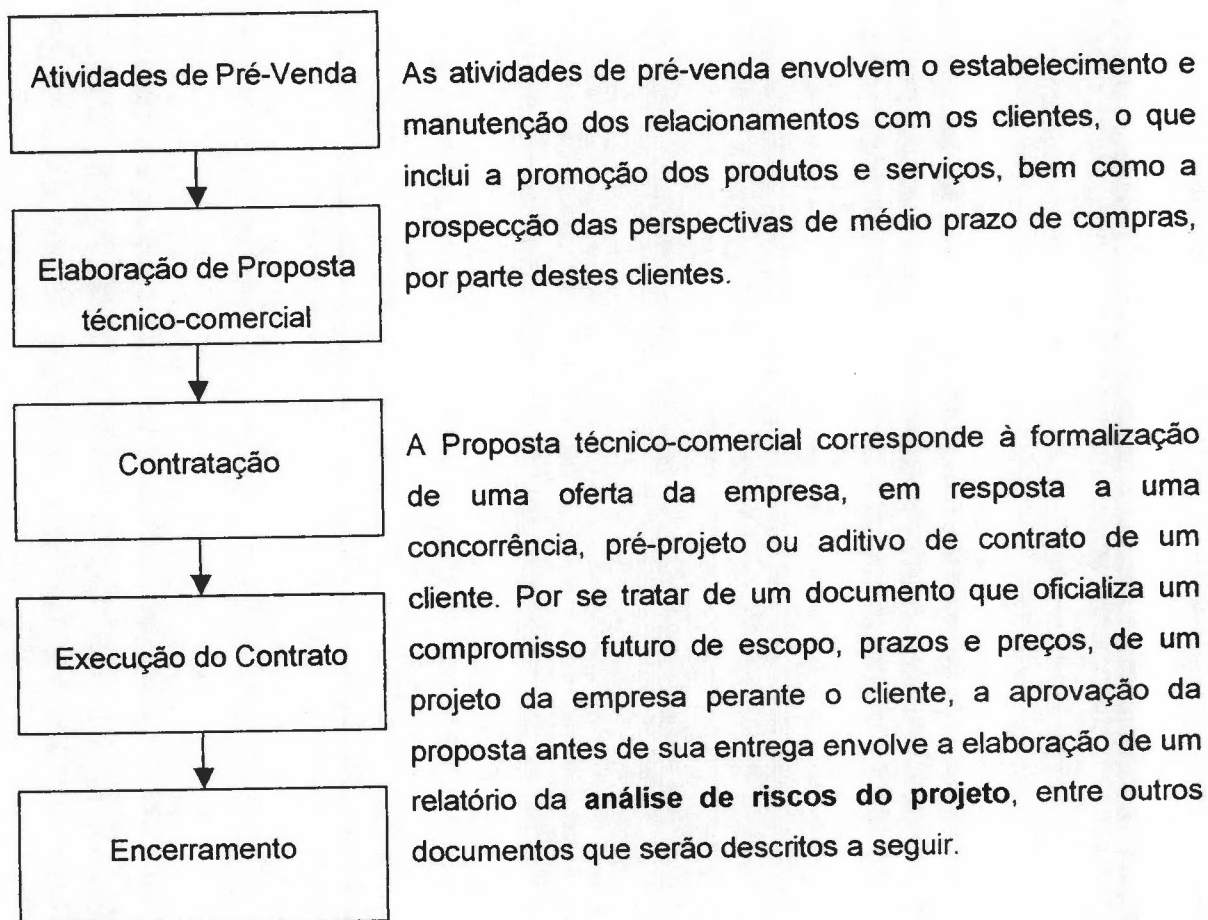 Atividades de Pré-Venda
Elaboração de Proposta
técnico-comercial
Contratação
Execução do Contrato
Encerramento
As atividades de pré-venda envolvem o estabelecimento e
manutenção dos relacionamentos com os clientes, o que
inclui a promoção dos produtos e serviços, bem como a
prospecção das perspectivas de médio prazo de compras,
por parte destes clientes.
A Proposta técnico-comercial corresponde à formalização
de uma oferta da empresa, em resposta a uma
concorrência, pré-projeto ou aditivo de contrato de um
cliente. Por se tratar de um documento que oficializa um
compromisso futuro de escopo, prazos e preços, de um
projeto da empresa perante o cliente, a aprovação da
proposta antes de sua entrega envolve a elaboração de um
relatório da análise de riscos do projeto, entre outros
documentos que serão descritos a seguir.